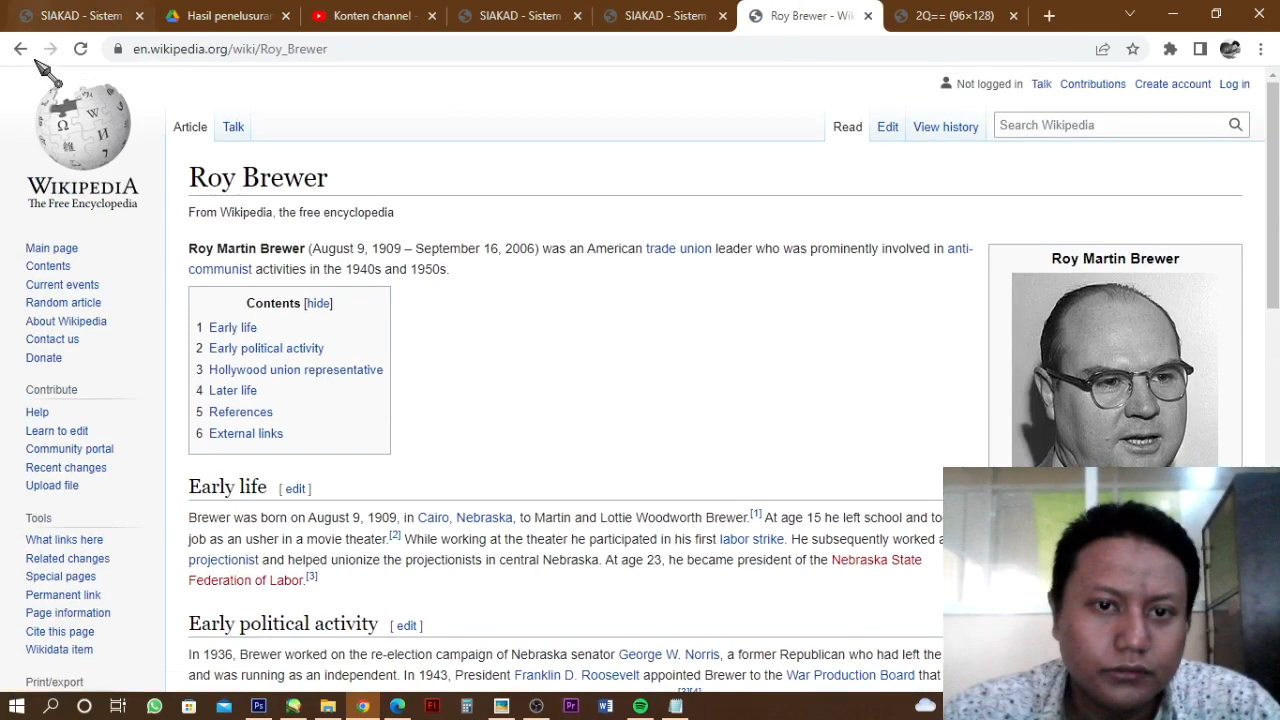 SIAKAD - Sistem
Hasil penelusura
Konten channel -
SIAKAD - Sistem
SIAKAD - Sistem
Roy Brewer - Wi
2Q== (96×128)
en.wikipedia.org/wiki/Roy_Brewer
Not logged in Talk Contributions Create account Log in
Article Talk
Read Edit View history
Search Wikipedia
WIKIPEDIA
The Free Encyclopedia
Main page
Contents
Current events
Random article
About Wikipedia
Contact us
Donate
Contribute
Help
Learn to edit
Community portal
Recent changes
Upload file
Tools
What links here
Related changes
Special pages
Permanent link
Page information
Cite this page
Wikidata item
Print/export
Roy Brewer
From Wikipedia, the free encyclopedia
Roy Martin Brewer (August 9, 1909 – September 16, 2006) was an American trade union leader who was prominently involved in anti-
communist activities in the 1940s and 1950s.
Contents [hide]
1 Early life
2 Early political activity
3 Hollywood union representative
4 Later life
5 References
6 External links
Roy Martin Brewer
Early life [ edit ]
Brewer was born on August 9, 1909, in Cairo, Nebraska, to Martin and Lottie Woodworth Brewer.[1] At age 15 he left school and to
job as an usher in a movie theater.[2] While working at the theater he participated in his first labor strike. He subsequently worked a
projectionist and helped unionize the projectionists in central Nebraska. At age 23, he became president of the Nebraska State
Federation of Labor.[3]
Early political activity [ edit ]
In 1936, Brewer worked on the re-election campaign of Nebraska senator George W. Norris, a former Republican who had left the
and was running as an independent. In 1943, President Franklin D. Roosevelt appointed Brewer to the War Production Board that